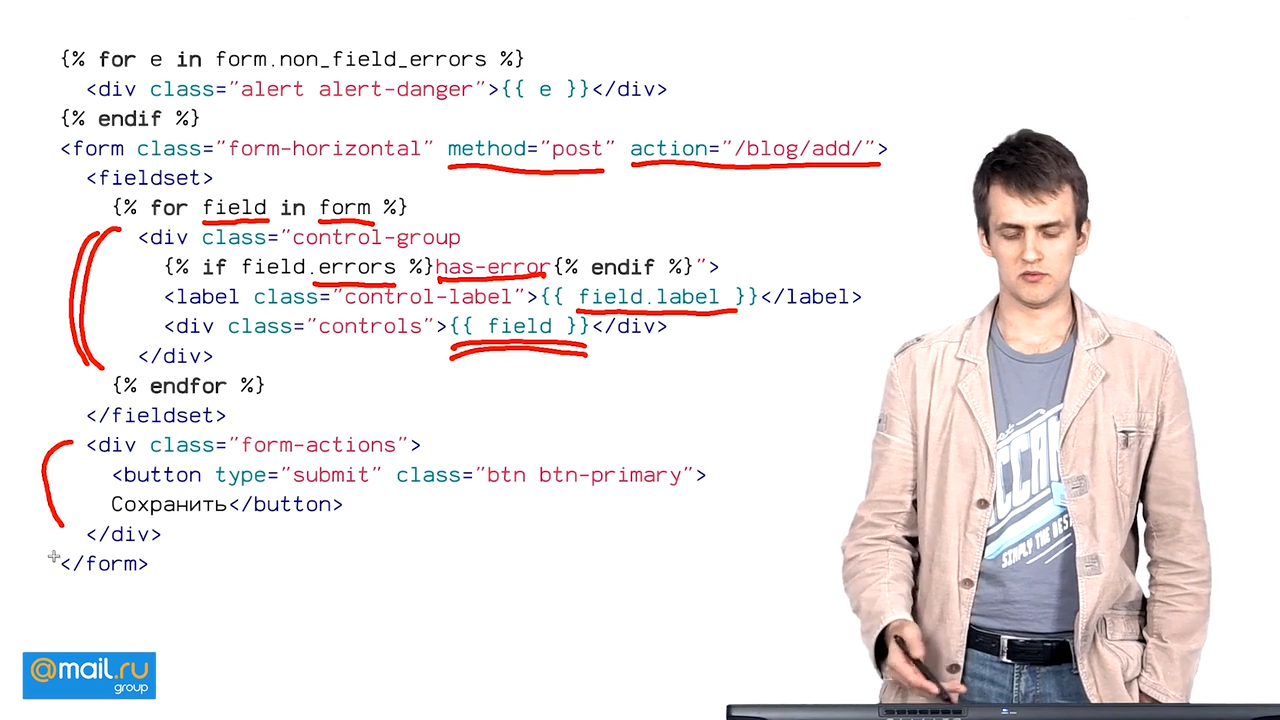 {% for e in form.non_field_errors %}
<div class="alert alert-danger">{{ e }}</div>
{% endif %}
<form class="form-horizontal" method="post" action="/blog/add/">
<fieldset>
{% for field in form %}
<div class="control-group
{% if field.errors %}has-error{% endif %}">
<label class="control-label">{{ field.label }}</label>
<div class="controls">{{ field }}</div>
</div>
{% endfor %}
</fieldset>
<div class="form-actions">
<button type="submit" class="btn btn-primary">
Сохранить</button>
</div>
</form>
@mail.ru
group
SIMPLY THE BEST